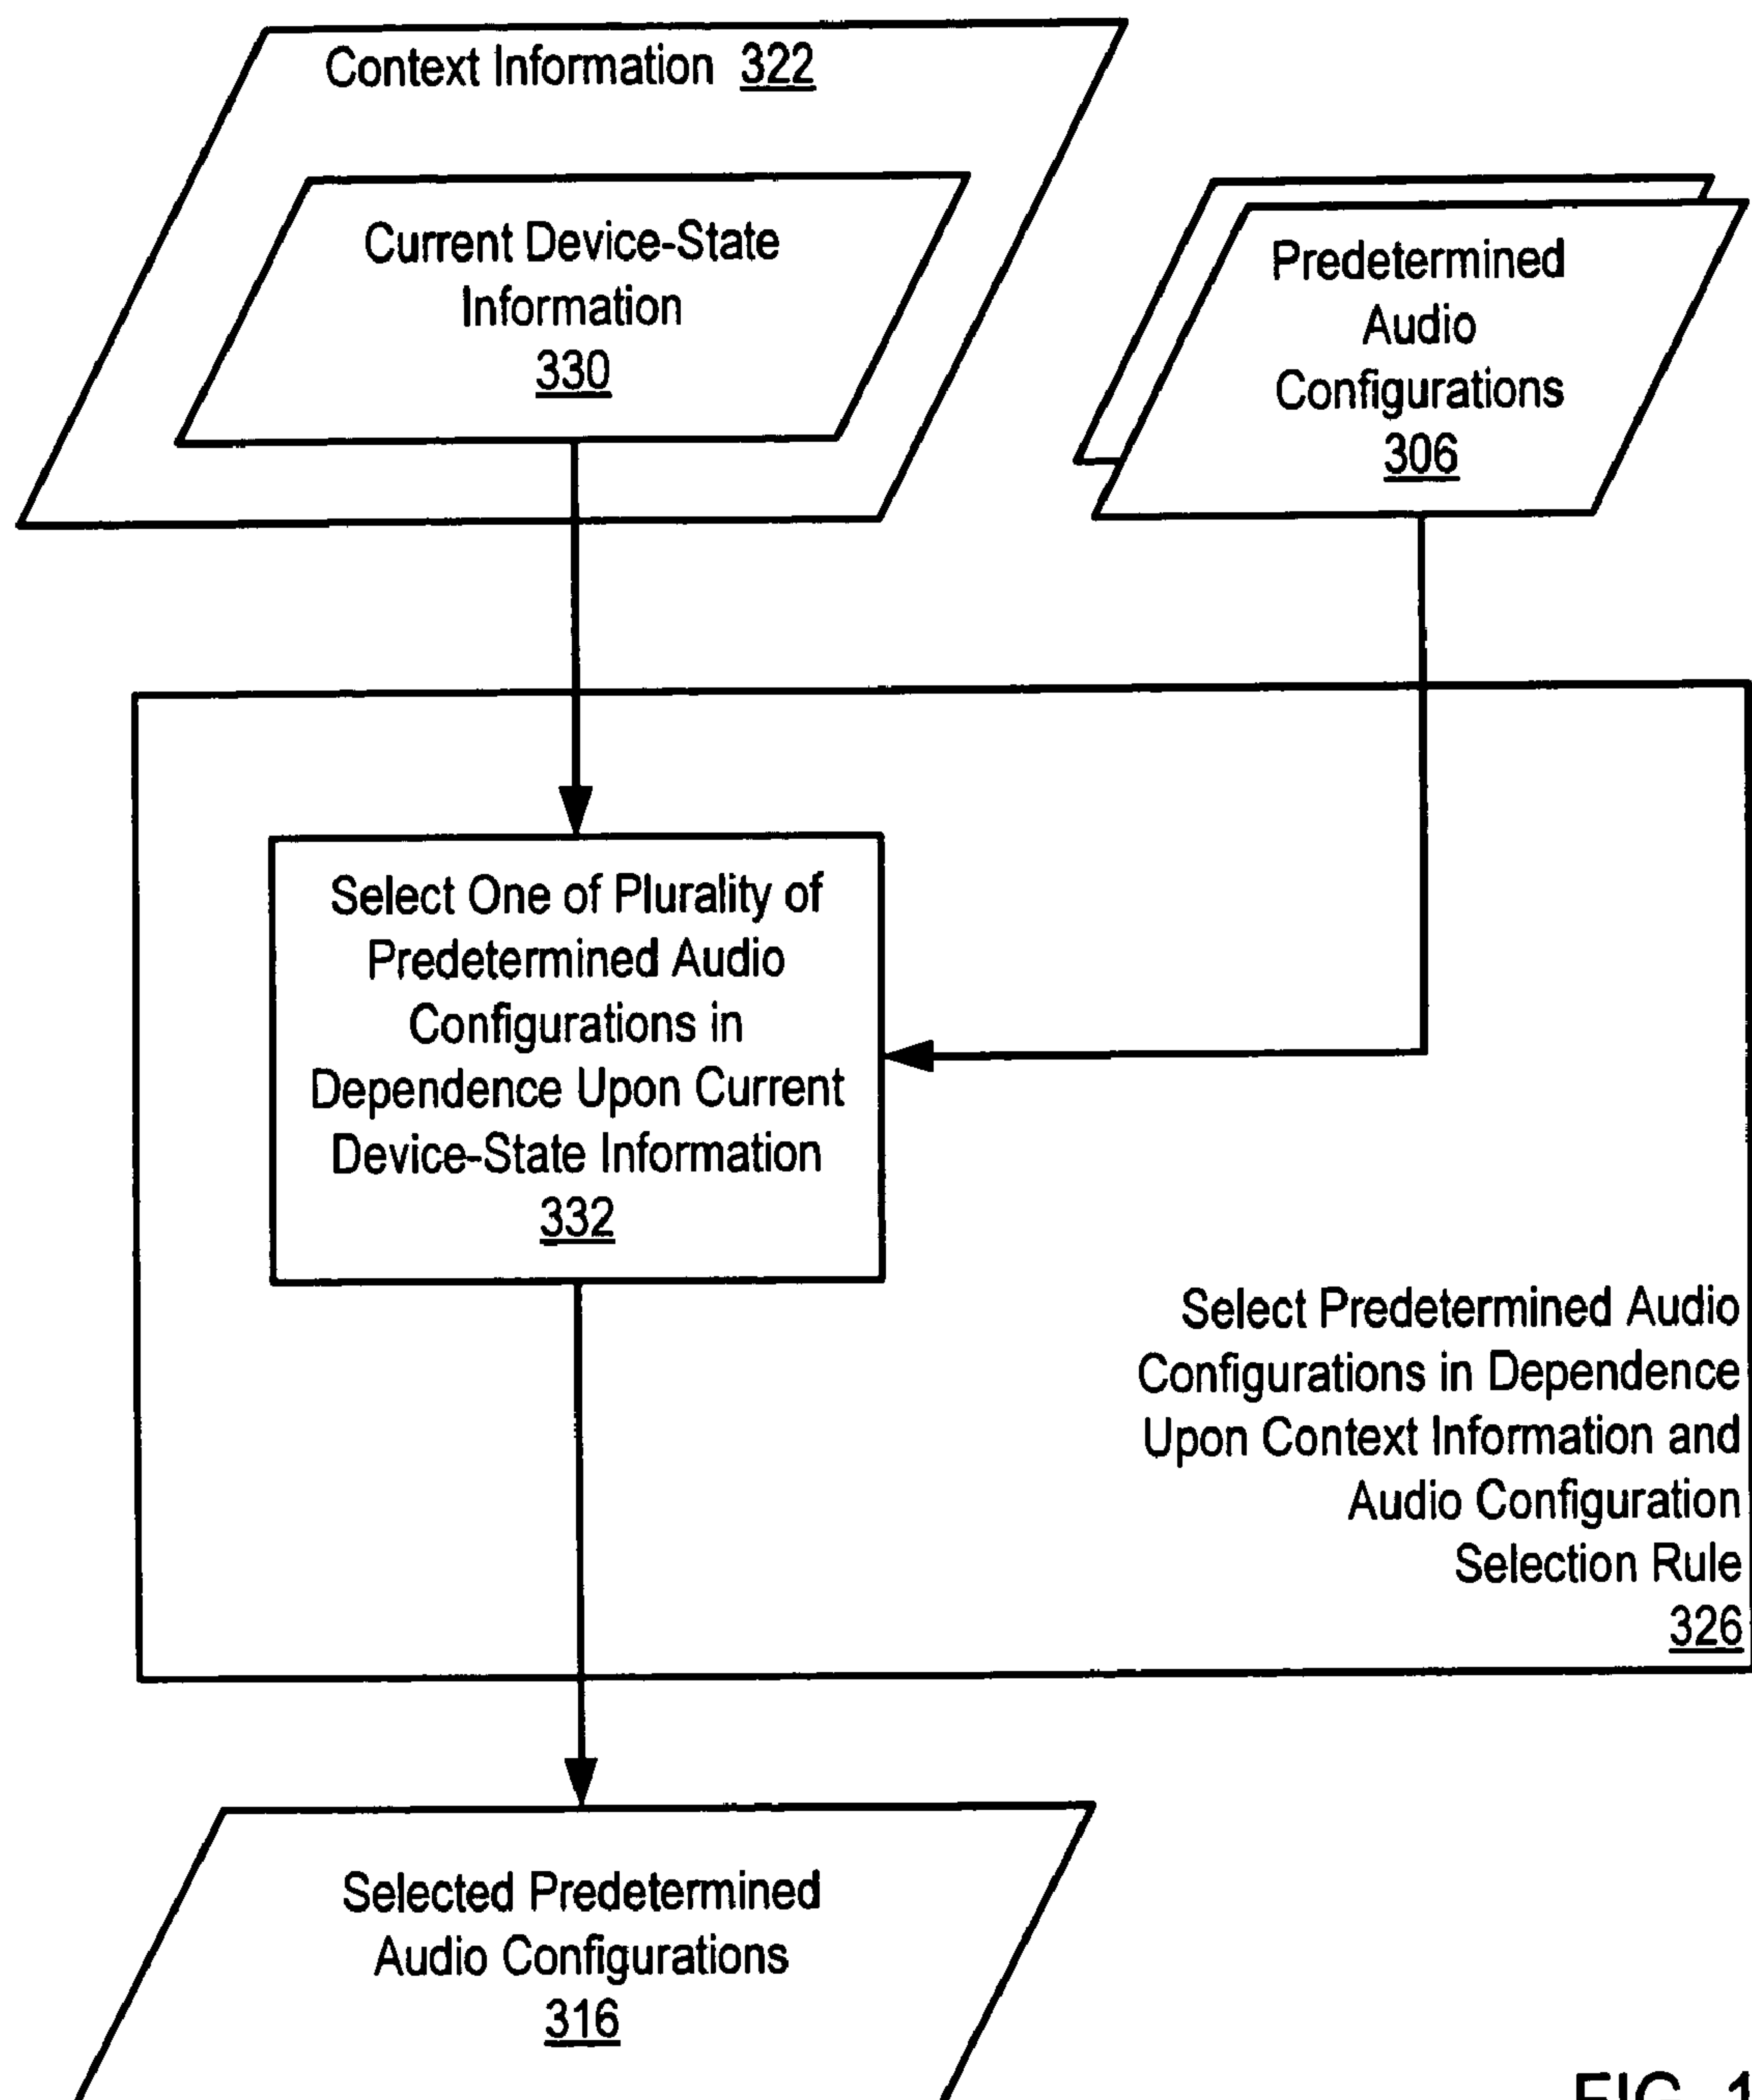 Context Information 322
Current Device-State
Information
330
Predetermined
Audio
Configurations
306
Select One of Plurality of
Predetermined Audio
Configurations in
Dependence Upon Current
Device-State Information
332
Select Predetermined Audio
Configurations in Dependence
Upon Context Information and
Audio Configuration
Selection Rule
326
Selected Predetermined
Audio Configurations
316
FIG.